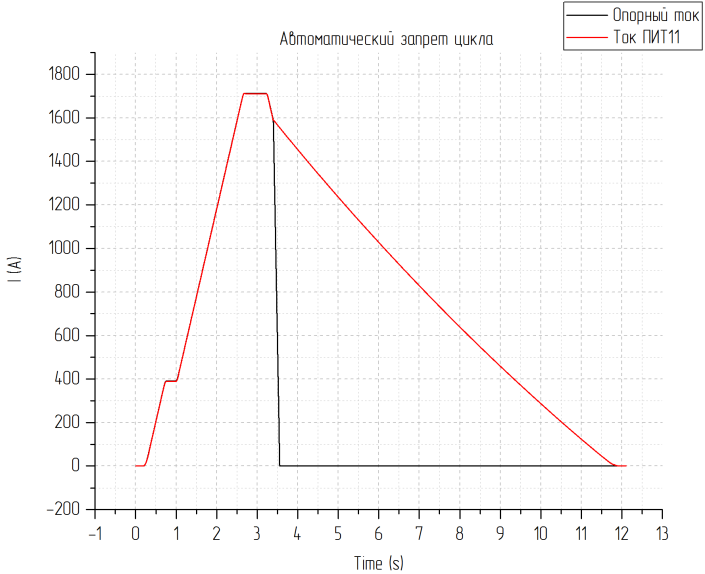 Опорный ток
Ток ПИТ11
Автоматический запрет цикла
1800
1600
1400
1200
1000
800
600
400
200
0
−200
I (A)
−1 0 1 2 3 4 5 6 7 8 9 10 11 12 13
Time (s)